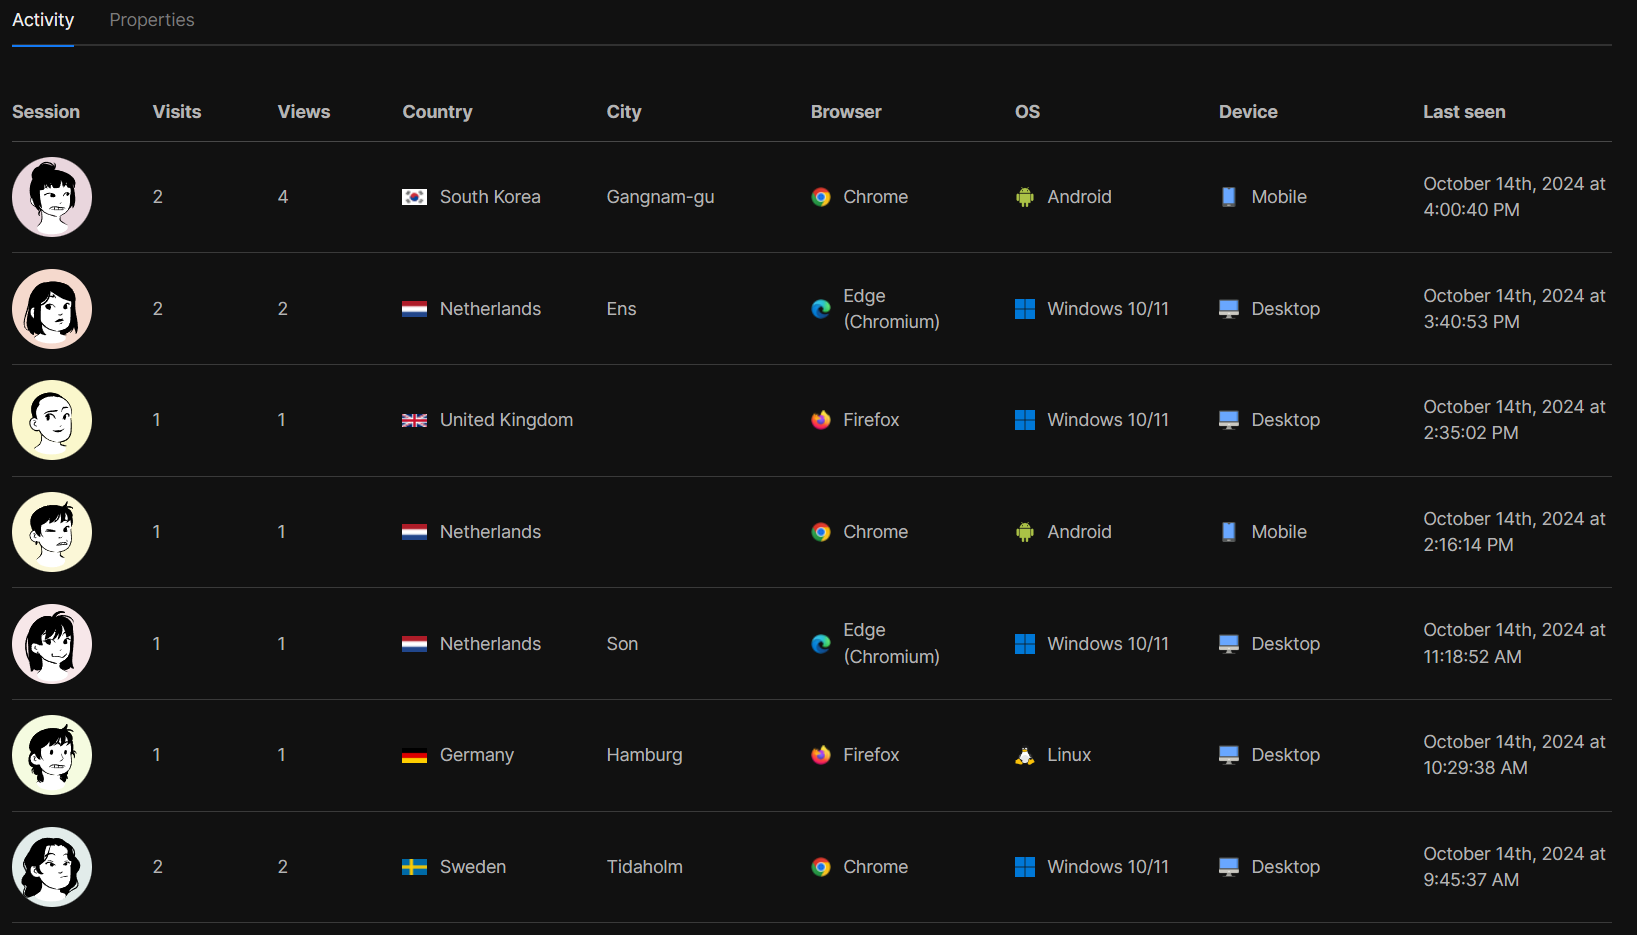 Activity Properties
Session Visits Views Country City Browser OS Device Last seen
2 4 South Korea Gangnam-gu Chrome Android Mobile October 14th, 2024 at
4:00:40 PM
2 2 Netherlands Ens Edge
(Chromium) Windows 10/11 Desktop October 14th, 2024 at
3:40:53 PM
1 1 United Kingdom Firefox Windows 10/11 Desktop October 14th, 2024 at
2:35:02 PM
1 1 Netherlands Chrome Android Mobile October 14th, 2024 at
2:16:14 PM
1 1 Netherlands Son Edge
(Chromium) Windows 10/11 Desktop October 14th, 2024 at
11:18:52 AM
1 1 Germany Hamburg Firefox Linux Desktop October 14th, 2024 at
10:29:38 AM
2 2 Sweden Tidaholm Chrome Windows 10/11 Desktop October 14th, 2024 at
9:45:37 AM